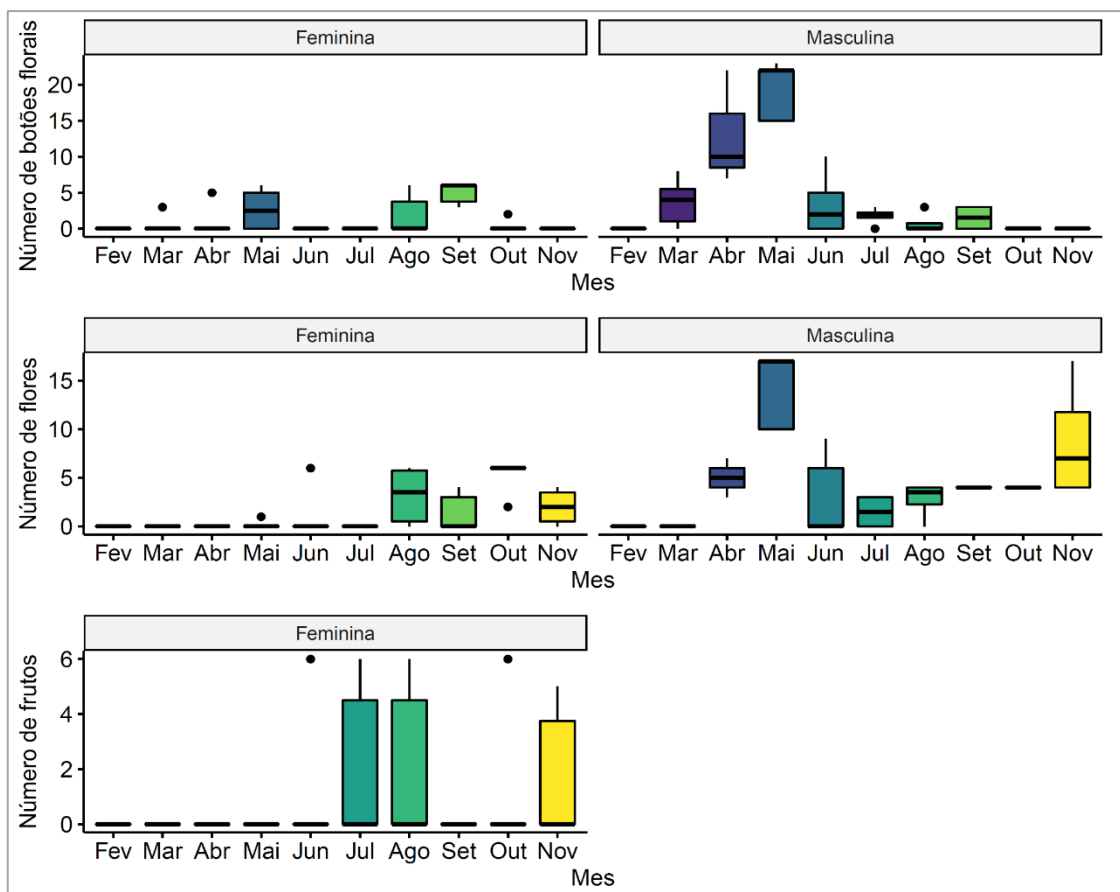 Feminina Masculina
Número de botões florais
20
15
10
5
0
Fev Mar Abr Mai Jun Jul Ago Set Out Nov Fev Mar Abr Mai Jun Jul Ago Set Out Nov
Mes
Feminina Masculina
Número de flores
15
10
5
0
Fev Mar Abr Mai Jun Jul Ago Set Out Nov Fev Mar Abr Mai Jun Jul Ago Set Out Nov
Mes
Feminina
Número de frutos
6
4
2
0
Fev Mar Abr Mai Jun Jul Ago Set Out Nov
Mes